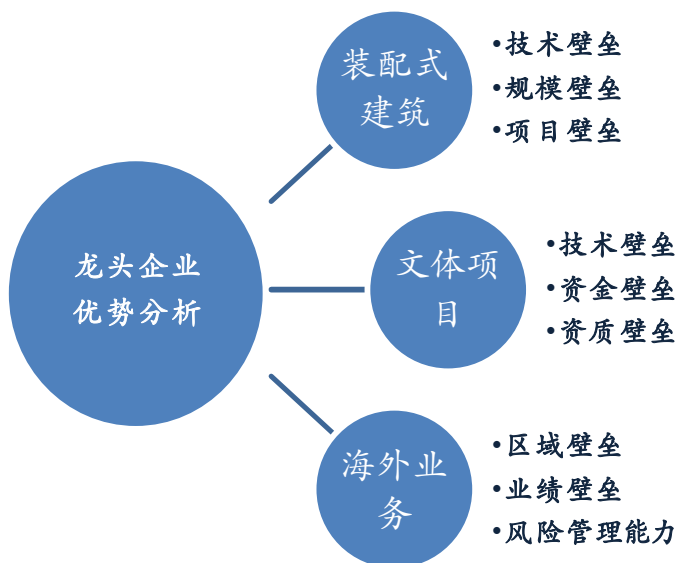 龙头企业
优势分析
装配式
建筑
•技术壁垒
•规模壁垒
•项目壁垒
文体项
目
•技术壁垒
•资金壁垒
•资质壁垒
海外业
务
•区域壁垒
•业绩壁垒
•风险管理能力